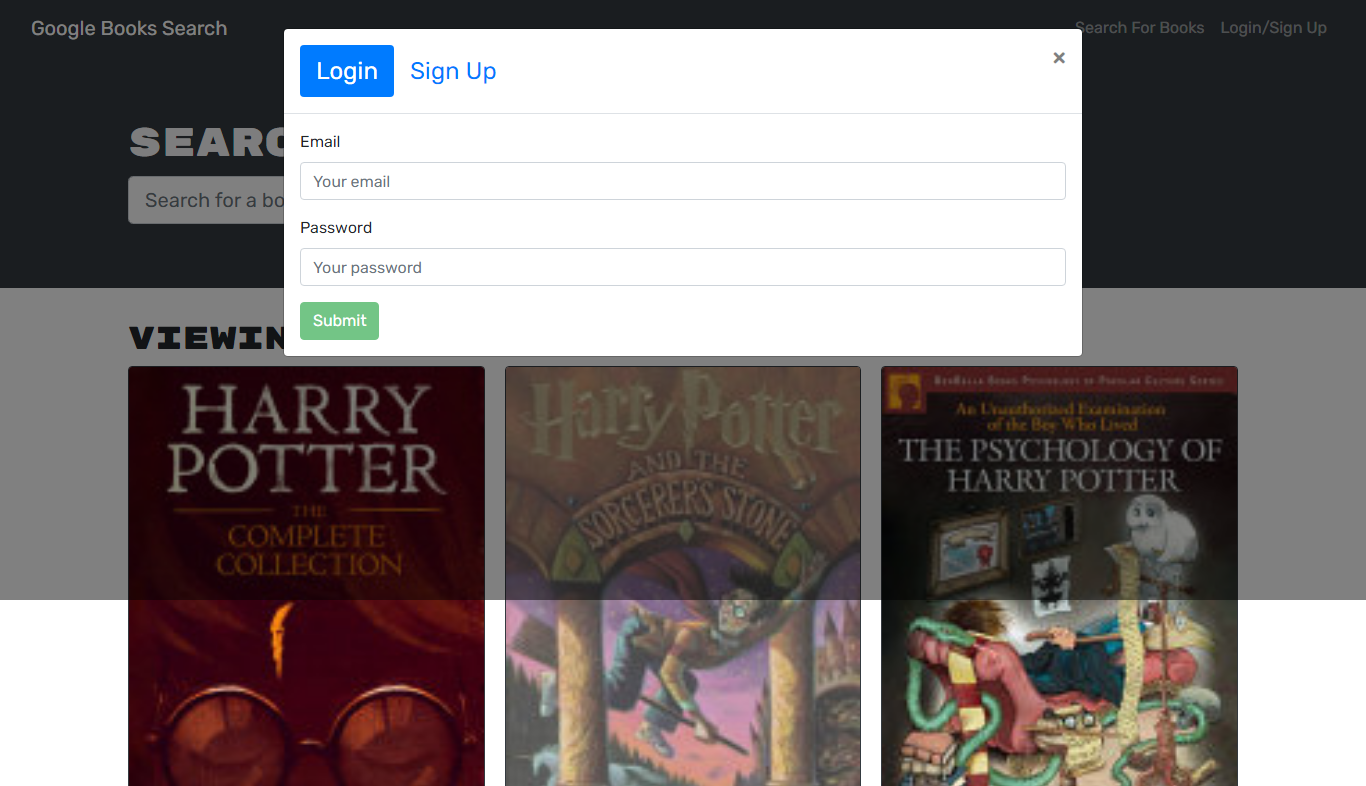 Google Books Search
Search For Books Login/Sign Up
Login Sign Up ×
Email
Your email
Password
Your password
Submit
Search for a bo
HARRY
POTTER
THE
COMPLETE
COLLECTION
Harry Potter
AND THE
SORCERER'S STONE
BenBella Books Psychology of Popular Culture Series
An Unauthorized Examination
of the Boy Who Lived
THE PSYCHOLOGY OF
HARRY POTTER